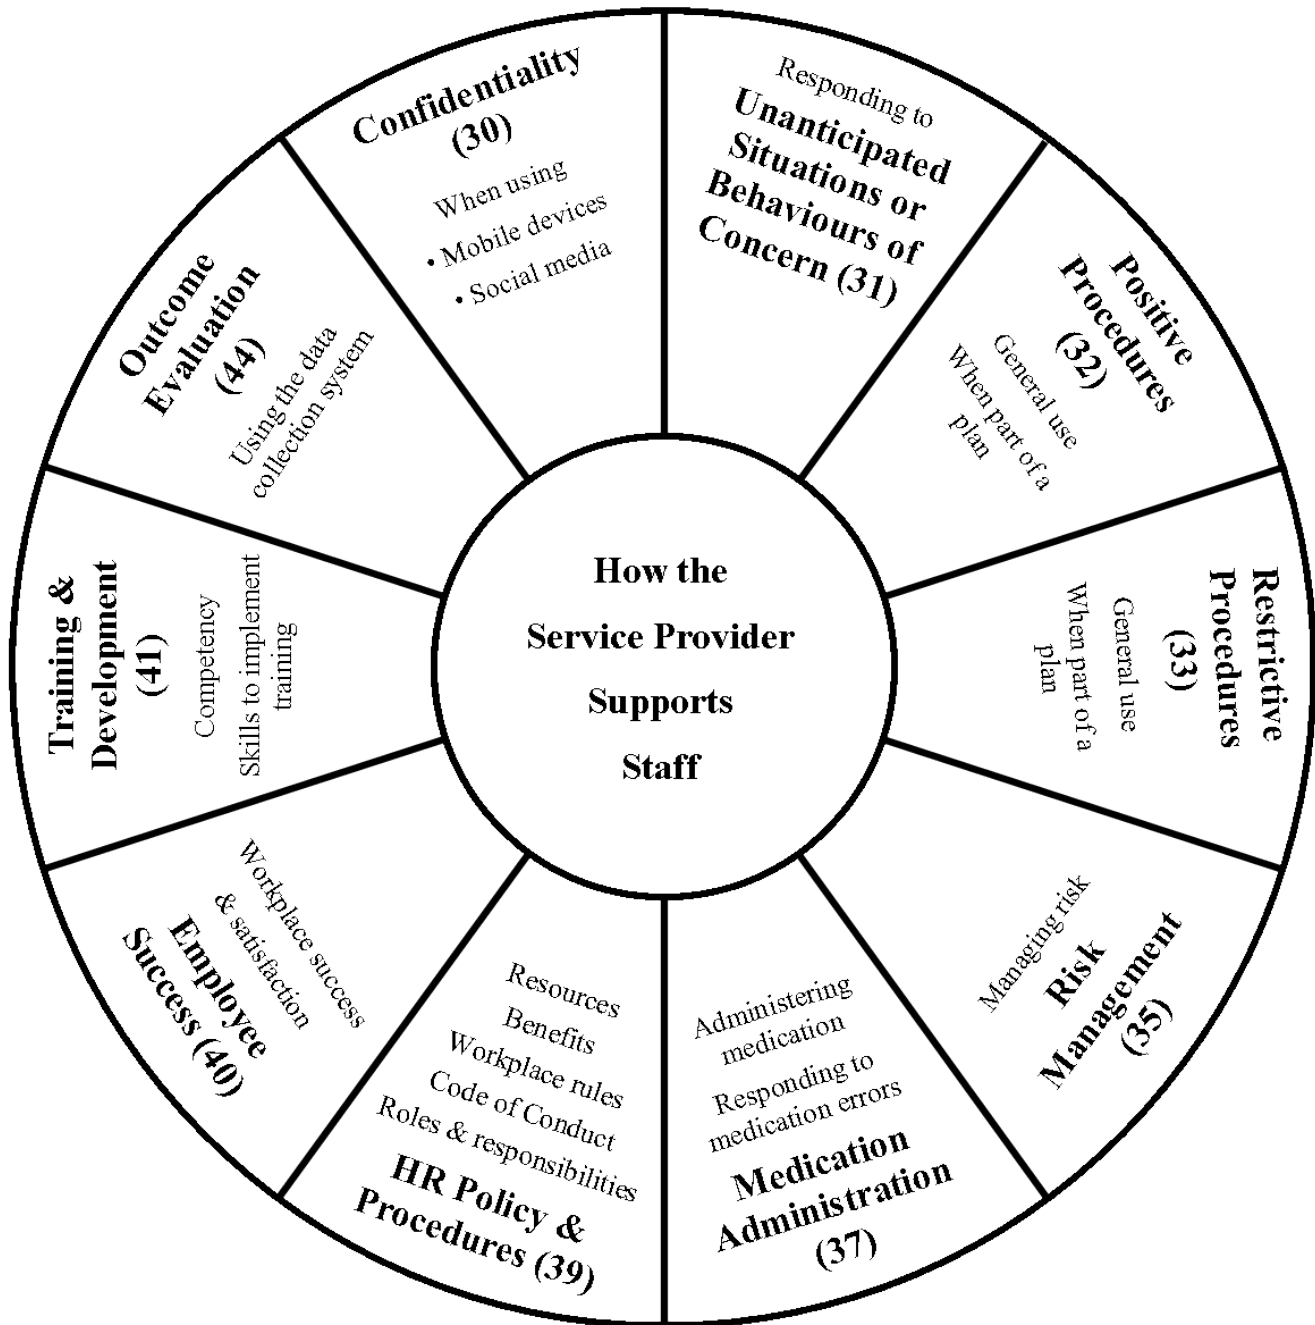 How the
Service Provider
Supports
Staff
Confidentiality
(30)
When using
• Mobile devices
• Social media
Responding to
Unanticipated
Situations or
Behaviours of
Concern (31)
Positive
Procedures
(32)
General use
When part of a
plan
Restrictive
Procedures
(33)
General use
When part of a
plan
Managing risk
Risk
Management
(35)
Administering
medication
Responding to
medication errors
Medication
Administration
(37)
Resources
Benefits
Workplace rules
Code of Conduct
Roles & responsibilities
HR Policy &
Procedures (39)
Workplace success
& satisfaction
Employee
Success (40)
Training &
Development
(41)
Competency
Skills to implement
training
Outcome
Evaluation
(44)
Using the data
collection system